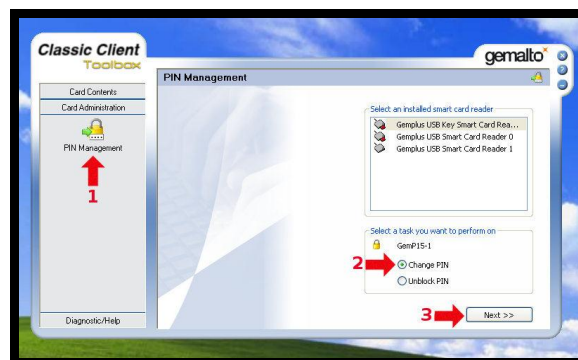 Classic Client
Toolbox
gemalto
Card Contents
Card Administration
PIN Management
1
Diagnostic/Help
PIN Management
Select an installed smart card reader
Gemplus USB Key Smart Card Rea...
Gemplus USB Smart Card Reader 0
Gemplus USB Smart Card Reader 1
Select a task you want to perform on
GemP15-1
2
Change PIN
Unblock PIN
3
Next >>